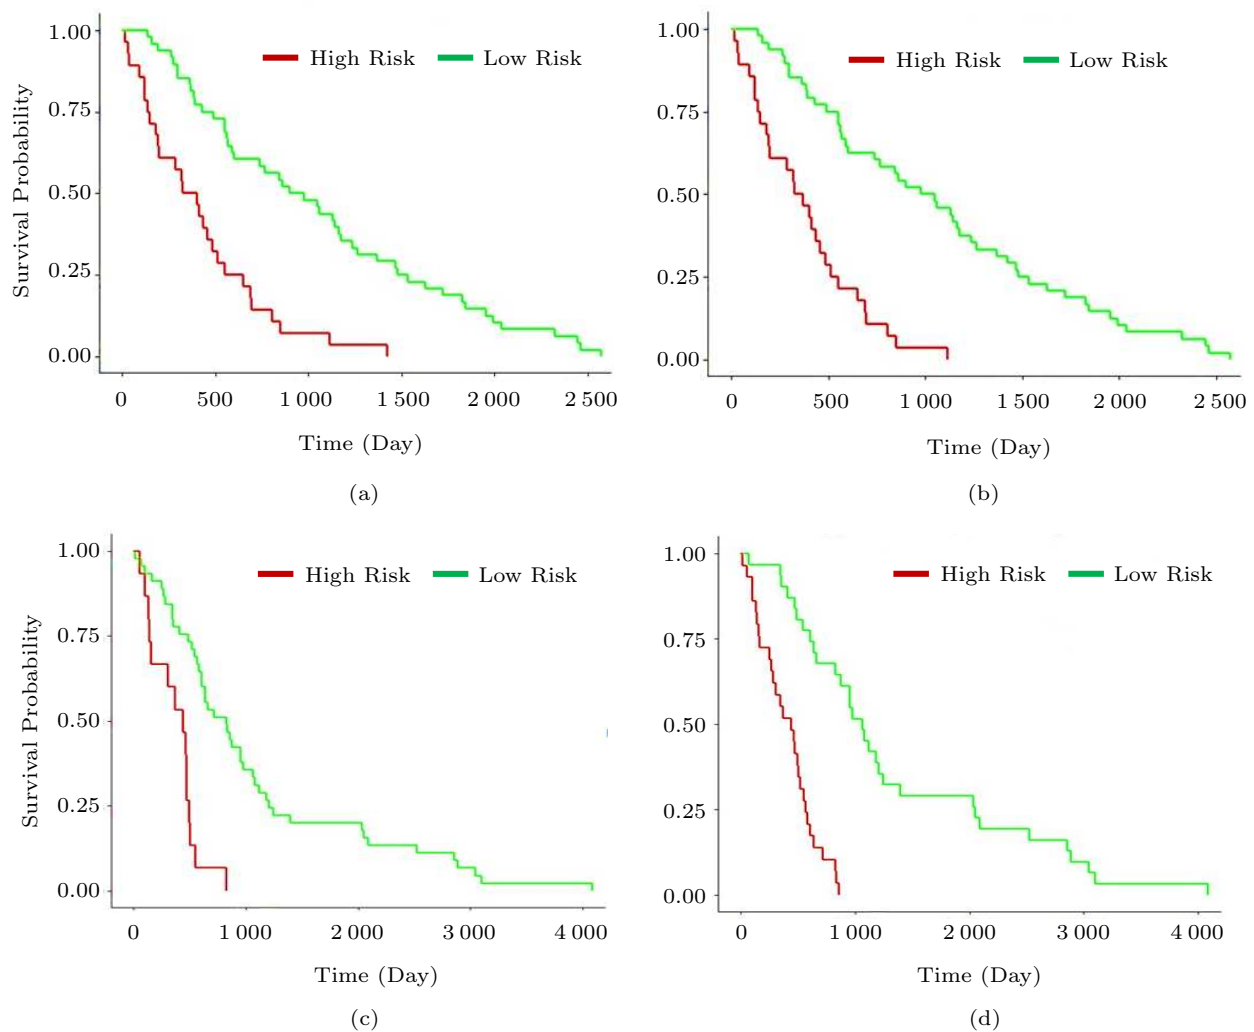 1.00
High Risk Low Risk
0.75
0.50
0.25
0.00
Survival Probability
0 500 1 000 1 500 2 000 2 500
Time (Day)
(a)
1.00
High Risk Low Risk
0.75
0.50
0.25
0.00
0 500 1 000 1 500 2 000 2 500
Time (Day)
(b)
1.00
High Risk Low Risk
0.75
0.50
0.25
0.00
Survival Probability
0 1 000 2 000 3 000 4 000
Time (Day)
(c)
1.00
High Risk Low Risk
0.75
0.50
0.25
0.00
0 1 000 2 000 3 000 4 000
Time (Day)
(d)